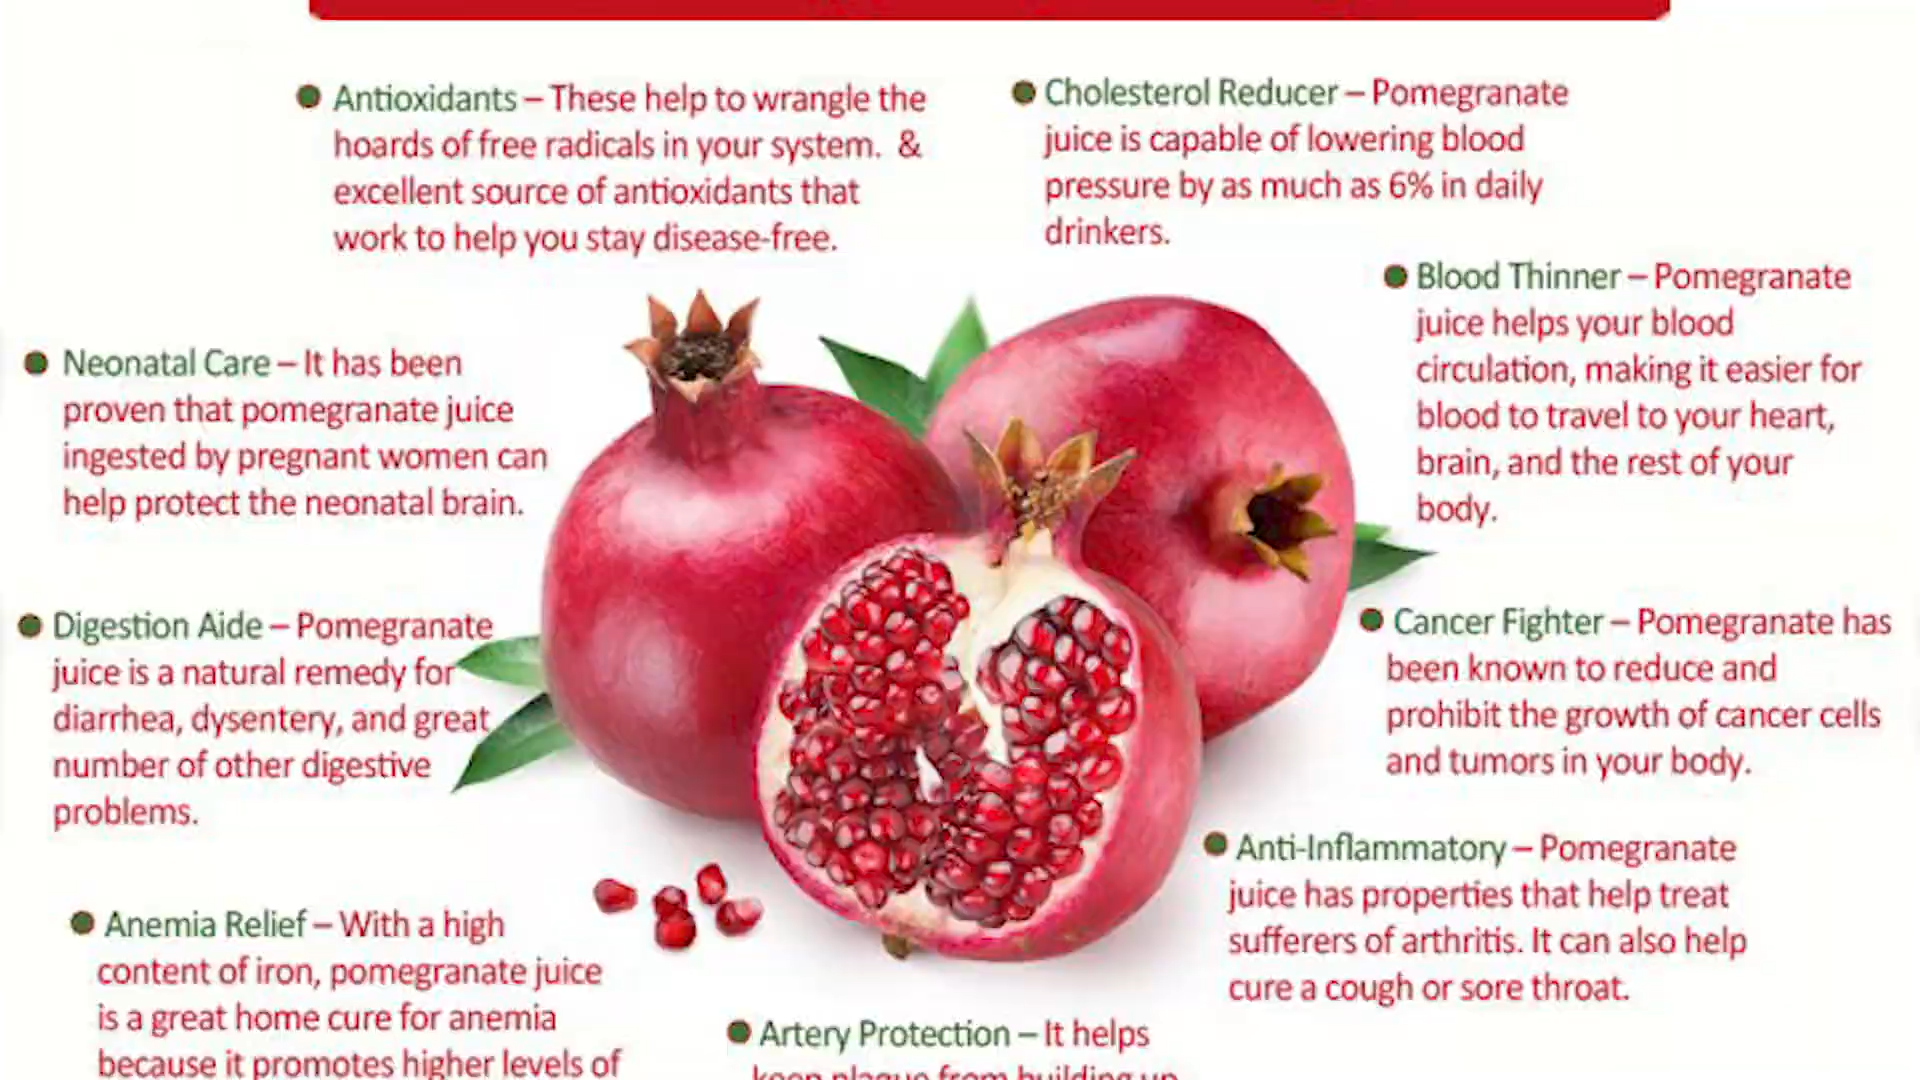 Antioxidants – These help to wrangle the
hoards of free radicals in your system. &
excellent source of antioxidants that
work to help you stay disease-free.
Cholesterol Reducer – Pomegranate
juice is capable of lowering blood
pressure by as much as 6% in daily
drinkers.
Blood Thinner – Pomegranate
juice helps your blood
circulation, making it easier for
blood to travel to your heart,
brain, and the rest of your
body.
Neonatal Care – It has been
proven that pomegranate juice
ingested by pregnant women can
help protect the neonatal brain.
Digestion Aide – Pomegranate
juice is a natural remedy for
diarrhea, dysentery, and great
number of other digestive
problems.
Cancer Fighter – Pomegranate has
been known to reduce and
prohibit the growth of cancer cells
and tumors in your body.
Anti-Inflammatory – Pomegranate
juice has properties that help treat
sufferers of arthritis. It can also help
cure a cough or sore throat.
Anemia Relief – With a high
content of iron, pomegranate juice
is a great home cure for anemia
because it promotes higher levels of
Artery Protection – It helps
keep plaque from building up